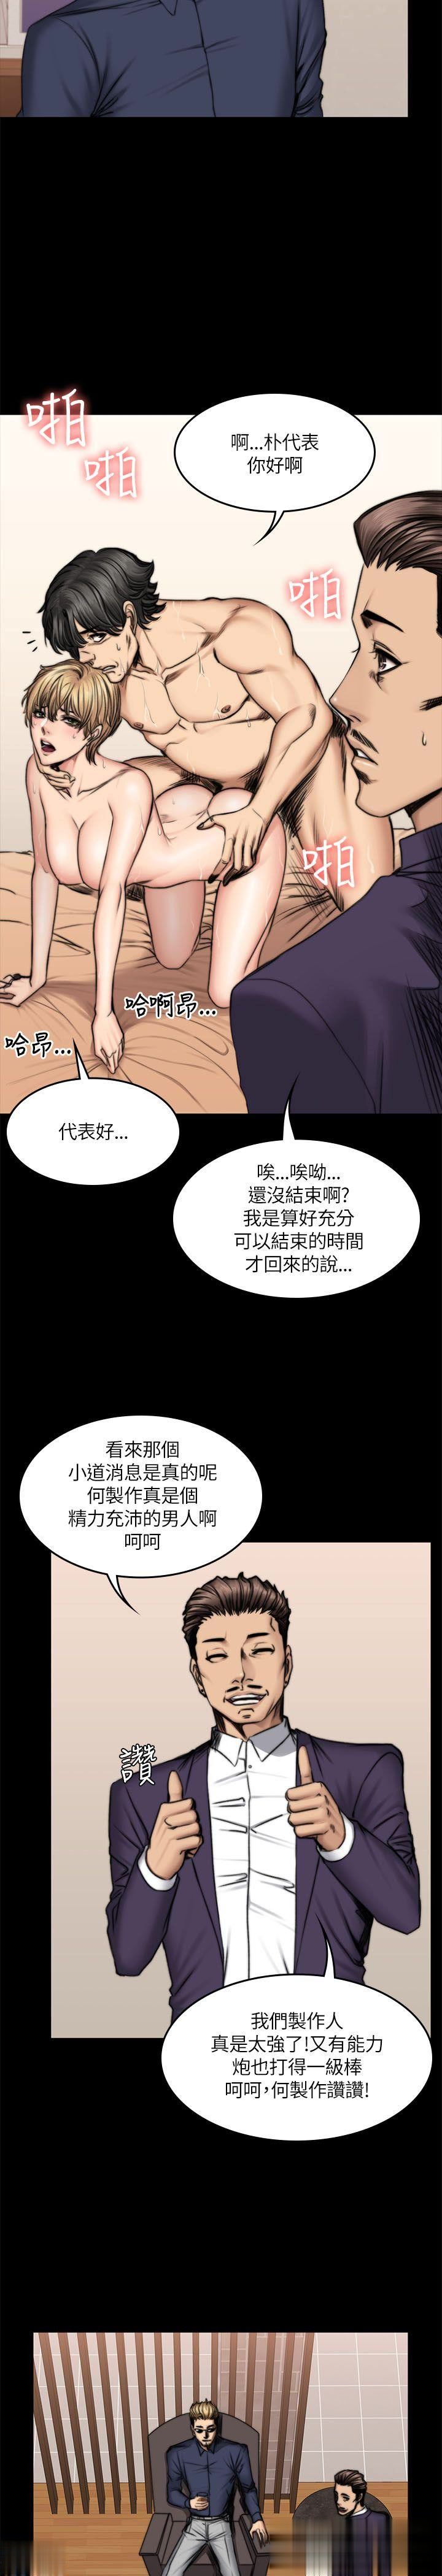 啪
啪
啊...朴代表
你好啊
啪
啪
哈啊昂...
哈昂...
代表好...
唉...唉呦...
還沒結束啊?
我是算好充分
可以結束的時間
才回來的說...
看來那個
小道消息是真的呢
何製作真是個
精力充沛的男人啊
呵呵
讚
我們製作人
真是太強了!又有能力
炮也打得一級棒
呵呵,何製作讚讚!